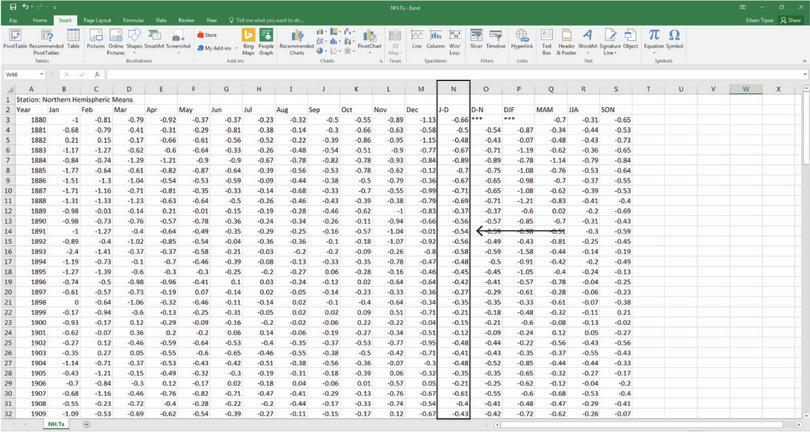 NH.Ts - Excel
Eileen Tipoe Share
File Home Insert Page Layout Formulas Data Review View Tell me what you want to do...
PivotTable Recommended PivotTables Table Pictures Online Pictures Shapes SmartArt Screenshot Store My Add-ins Bing Maps People Graph Recommended Charts PivotChart 3D Map Line Column Win/Loss Slicer Timeline Hyperlink Text Box Header & Footer WordArt Signature Line Object Equation Symbol
Tables Illustrations Add-ins Charts Tours Sparklines Filters Links Text Symbols
W48 fx
A B C D E F G H I J K L M N O P Q R S T U V W X
1 Station: Northern Hemispheric Means
2 Year Jan Feb Mar Apr May Jun Jul Aug Sep Oct Nov Dec J-D D-N DJF MAM JJA SON
3 1880 -1 -0.81 -0.79 -0.92 -0.37 -0.37 -0.23 -0.32 -0.5 -0.55 -0.89 -1.13 -0.66 *** *** -0.7 -0.31 -0.65
4 1881 -0.68 -0.79 -0.41 -0.31 -0.29 -0.81 -0.38 -0.14 -0.3 -0.66 -0.63 -0.58 -0.5 -0.54 -0.87 -0.34 -0.44 -0.53
5 1882 0.21 0.15 -0.17 -0.66 -0.61 -0.56 -0.52 -0.22 -0.39 -0.86 -0.95 -1.15 -0.48 -0.43 -0.07 -0.48 -0.43 -0.73
6 1883 -1.17 -1.27 -0.62 -0.6 -0.64 -0.33 -0.26 -0.48 -0.54 -0.51 -0.9 -0.77 -0.67 -0.71 -1.19 -0.62 -0.36 -0.65
7 1884 -0.84 -0.74 -1.29 -1.21 -0.9 -0.9 -0.67 -0.78 -0.82 -0.78 -0.93 -0.84 -0.89 -0.89 -0.78 -1.14 -0.79 -0.84
8 1885 -1.77 -0.64 -0.61 -0.82 -0.87 -0.64 -0.39 -0.56 -0.53 -0.78 -0.62 -0.12 -0.7 -0.75 -1.08 -0.76 -0.53 -0.64
9 1886 -1.51 -1.3 -1.04 -0.54 -0.53 -0.59 -0.09 -0.44 -0.38 -0.5 -0.79 -0.36 -0.67 -0.65 -0.98 -0.7 -0.37 -0.55
10 1887 -1.71 -1.16 -0.71 -0.81 -0.35 -0.33 -0.14 -0.68 -0.33 -0.7 -0.55 -0.99 -0.71 -0.65 -1.08 -0.62 -0.39 -0.53
11 1888 -1.31 -1.33 -1.23 -0.63 -0.64 -0.5 -0.26 -0.46 -0.43 -0.39 -0.38 -0.79 -0.69 -0.71 -1.21 -0.83 -0.41 -0.4
12 1889 -0.98 -0.03 -0.14 0.21 -0.01 -0.15 -0.19 -0.28 -0.46 -0.62 -1 -0.83 -0.37 -0.37 -0.6 0.02 -0.2 -0.69
13 1890 -0.98 -0.73 -0.76 -0.57 -0.78 -0.36 -0.24 -0.34 -0.26 -0.11 -0.94 -0.66 -0.56 -0.57 -0.85 -0.7 -0.31 -0.43
14 1891 -1 -1.27 -0.4 -0.64 -0.49 -0.35 -0.29 -0.25 -0.16 -0.57 -1.04 -0.01 -0.54 -0.59 -0.98 -0.51 -0.3 -0.59
15 1892 -0.89 -0.4 -1.02 -0.85 -0.54 -0.04 -0.36 -0.36 -0.1 -0.18 -1.07 -0.92 -0.56 -0.49 -0.43 -0.81 -0.25 -0.45
16 1893 -2.4 -1.41 -0.37 -0.37 -0.58 -0.21 -0.03 -0.2 -0.2 -0.09 -0.26 -0.8 -0.58 -0.59 -1.58 -0.44 -0.14 -0.19
17 1894 -1.19 -0.73 -0.1 -0.7 -0.46 -0.39 -0.08 -0.13 -0.33 -0.35 -0.78 -0.47 -0.48 -0.5 -0.91 -0.42 -0.2 -0.49
18 1895 -1.27 -1.39 -0.6 -0.3 -0.3 -0.25 -0.2 -0.27 0.06 -0.28 -0.16 -0.46 -0.45 -0.45 -1.05 -0.4 -0.24 -0.13
19 1896 -0.74 -0.5 -0.98 -0.96 -0.41 0.1 0.03 -0.24 -0.12 0.02 -0.64 -0.64 -0.42 -0.41 -0.57 -0.78 -0.04 -0.25
20 1897 -0.61 -0.57 -0.73 -0.19 0.07 -0.14 0.02 0.05 -0.14 -0.23 -0.33 -0.36 -0.27 -0.29 -0.61 -0.28 -0.06 -0.23
21 1898 0 -0.64 -1.06 -0.32 -0.46 -0.11 -0.14 0.02 -0.1 -0.4 -0.64 -0.34 -0.35 -0.35 -0.33 -0.61 -0.07 -0.38
22 1899 -0.17 -0.94 -0.6 -0.13 -0.25 -0.31 -0.05 0.02 0.02 0.09 0.51 -0.71 -0.21 -0.18 -0.48 -0.32 -0.11 0.21
23 1900 -0.93 -0.17 0.12 -0.29 -0.09 -0.16 -0.2 -0.02 -0.06 0.22 -0.22 -0.04 -0.15 -0.21 -0.6 -0.08 -0.13 -0.02
24 1901 -0.62 -0.07 0.36 0.2 -0.2 0.06 0.14 -0.06 -0.19 -0.27 -0.34 -0.51 -0.12 -0.09 -0.24 0.12 0.05 -0.27
25 1902 -0.27 0.12 -0.46 -0.59 -0.64 -0.53 -0.4 -0.35 -0.37 -0.53 -0.77 -0.95 -0.48 -0.44 -0.22 -0.56 -0.43 -0.56
26 1903 -0.35 0.27 0.05 -0.55 -0.6 -0.65 -0.46 -0.55 -0.38 -0.5 -0.42 -0.71 -0.41 -0.43 -0.35 -0.37 -0.55 -0.43
27 1904 -1.14 -0.71 -0.37 -0.53 -0.43 -0.42 -0.51 -0.38 -0.56 -0.36 -0.07 -0.3 -0.48 -0.52 -0.85 -0.44 -0.44 -0.33
28 1905 -0.43 -1.21 -0.15 -0.49 -0.32 -0.3 -0.19 -0.31 -0.18 -0.39 0.06 -0.32 -0.35 -0.35 -0.65 -0.32 -0.27 -0.17
29 1906 -0.7 -0.84 -0.3 0.12 -0.17 0.02 0.18 0.04 -0.06 0.01 -0.57 0.05 -0.21 -0.25 -0.62 -0.12 -0.04 -0.2
30 1907 -0.68 -1.16 -0.46 -0.76 -0.82 -0.71 -0.47 -0.41 -0.29 -0.13 -0.76 -0.67 -0.61 -0.55 -0.6 -0.68 -0.53 -0.4
31 1908 -0.55 -0.23 -0.72 -0.4 -0.28 -0.22 -0.2 -0.44 -0.17 -0.33 -0.74 -0.54 -0.4 -0.41 -0.48 -0.47 -0.29 -0.41
32 1909 -1.09 -0.53 -0.69 -0.62 -0.54 -0.39 -0.27 -0.11 -0.15 -0.17 0.12 -0.67 -0.43 -0.42 -0.72 -0.62 -0.26 -0.07
NH.Ts